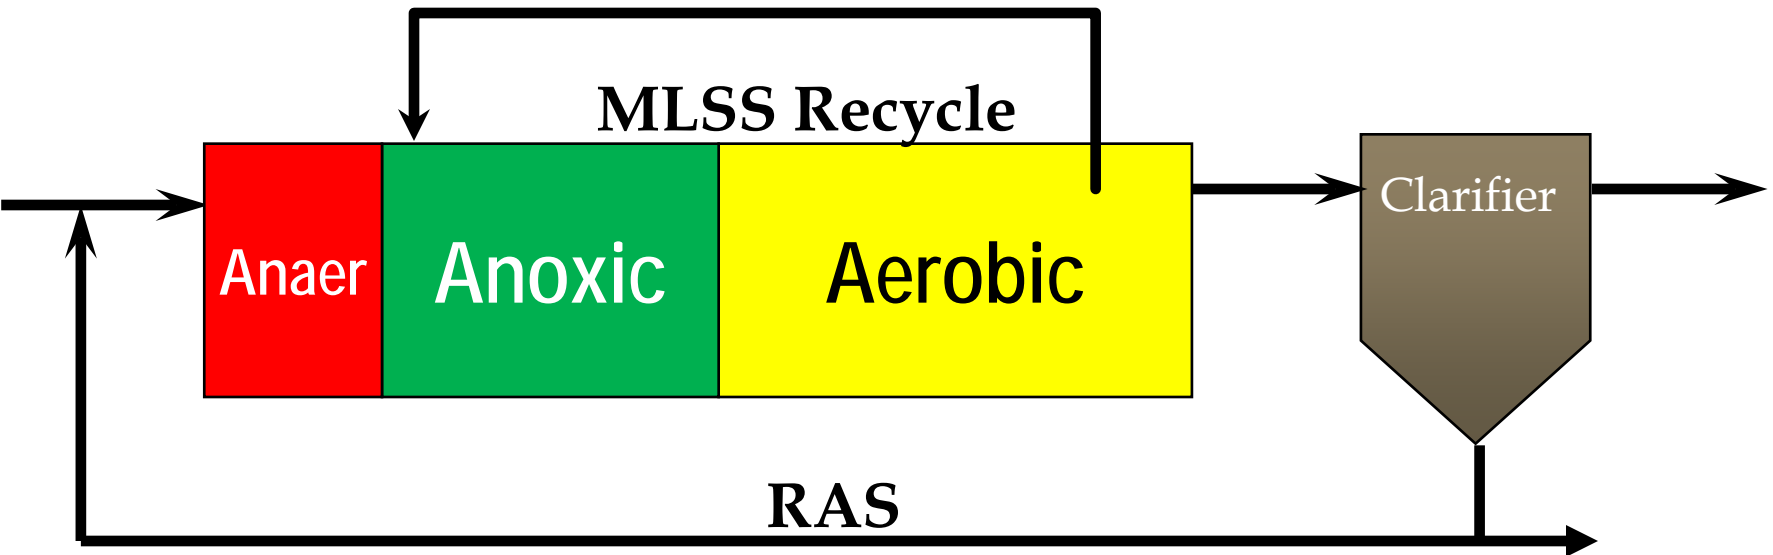 MLSS Recycle
Clarifier
Anaer
Anoxic
Aerobic
RAS